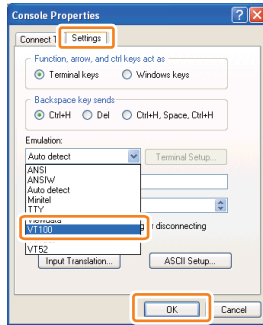 Console Properties
Connect T Settings
Function, arrow, and ctrl keys act as
Terminal keys Windows keys
Backspace key sends
Ctrl+H Del Ctrl+H, Space, Ctrl+H
Emulation:
Auto detect Terminal Setup...
ANSI
ANSIW
Auto detect
Minitel
TTY
Viewdata
VT100 disconnecting
VT52
Input Translation... ASCII Setup...
OK Cancel